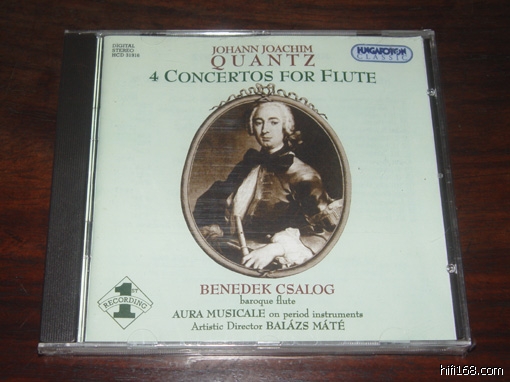 DIGITAL
STEREO
HCD 31916
JOHANN JOACHIM
QUANTZ
4 CONCERTOS FOR FLUTE
HUNGAROTON
CLASSIC
BENEDEK CSALOG
baroque flute
AURA MUSICALE on period instruments
Artistic Director BALÁZS MÁTÉ
1ST
RECORDING
hifi168.com